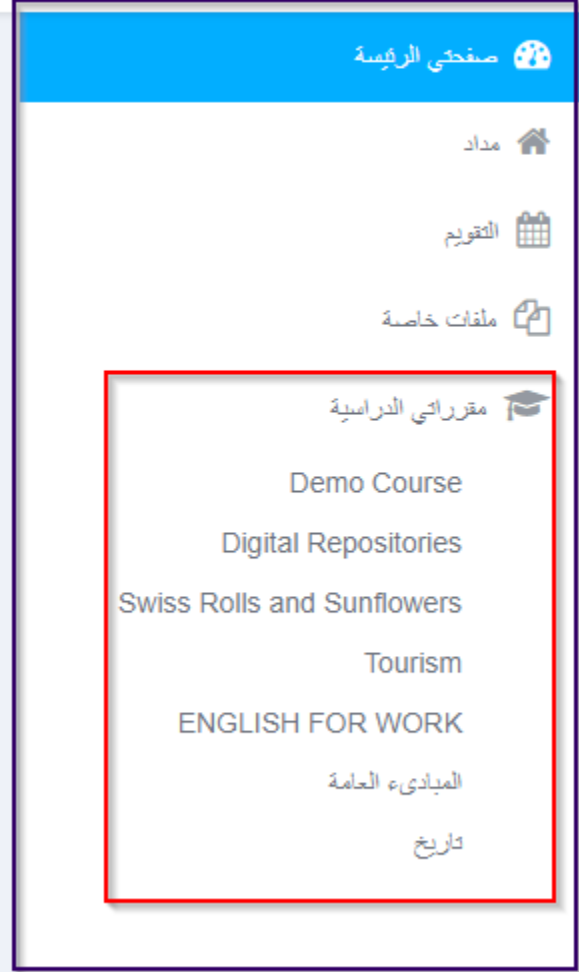 صفحتي الرئيسة
مداد
التقويم
ملفات خاصة
مقرراتي الدراسية
Demo Course
Digital Repositories
Swiss Rolls and Sunflowers
Tourism
ENGLISH FOR WORK
المبادىء العامة
تاريخ